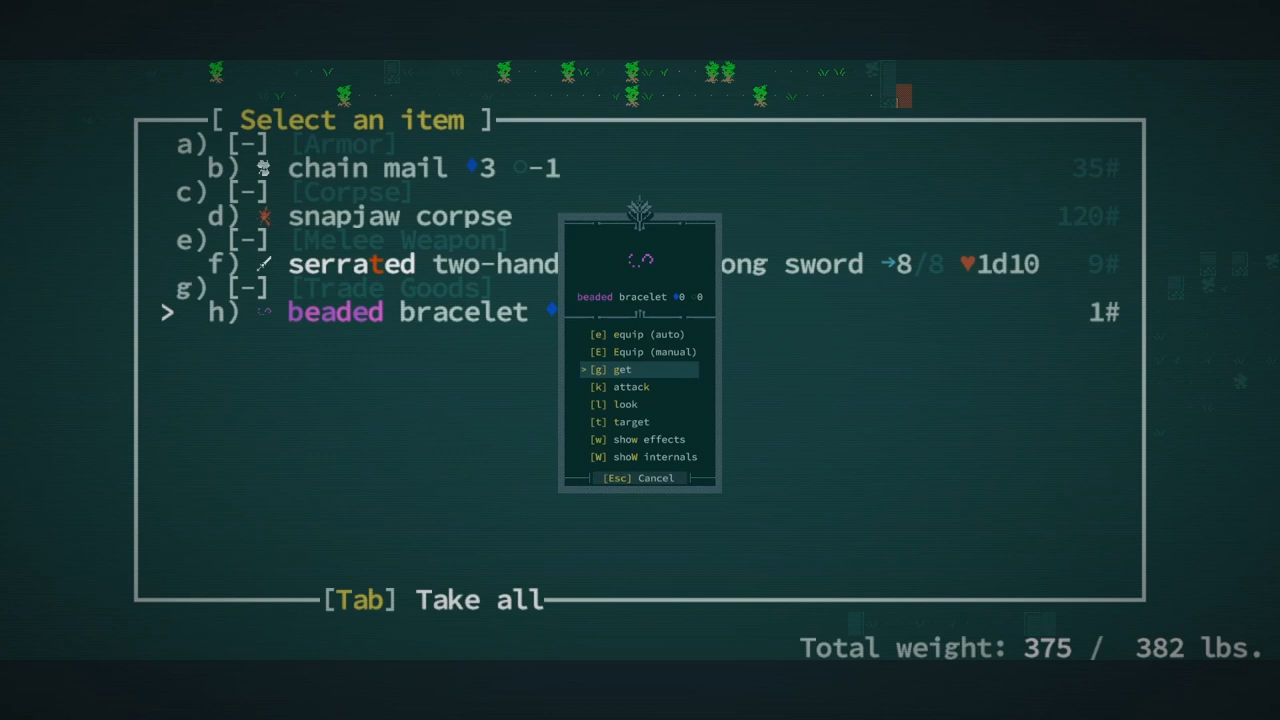 [ Select an item ]
a) [-] [Armor]
b) chain mail ♦3 ○-1 35#
c) [-] [Corpse]
d) snapjaw corpse 120#
e) [-] [Melee Weapon]
f) serrated two-hand ong sword →8/8 ♥1d10 9#
g) [-] [Trade Goods]
> h) beaded bracelet ♦ 1#
beaded bracelet ♦0 ○0
[e] equip (auto)
[E] Equip (manual)
> [g] get
[k] attack
[l] look
[t] target
[w] show effects
[W] shoW internals
[Esc] Cancel
[Tab] Take all
Total weight: 375 / 382 lbs.